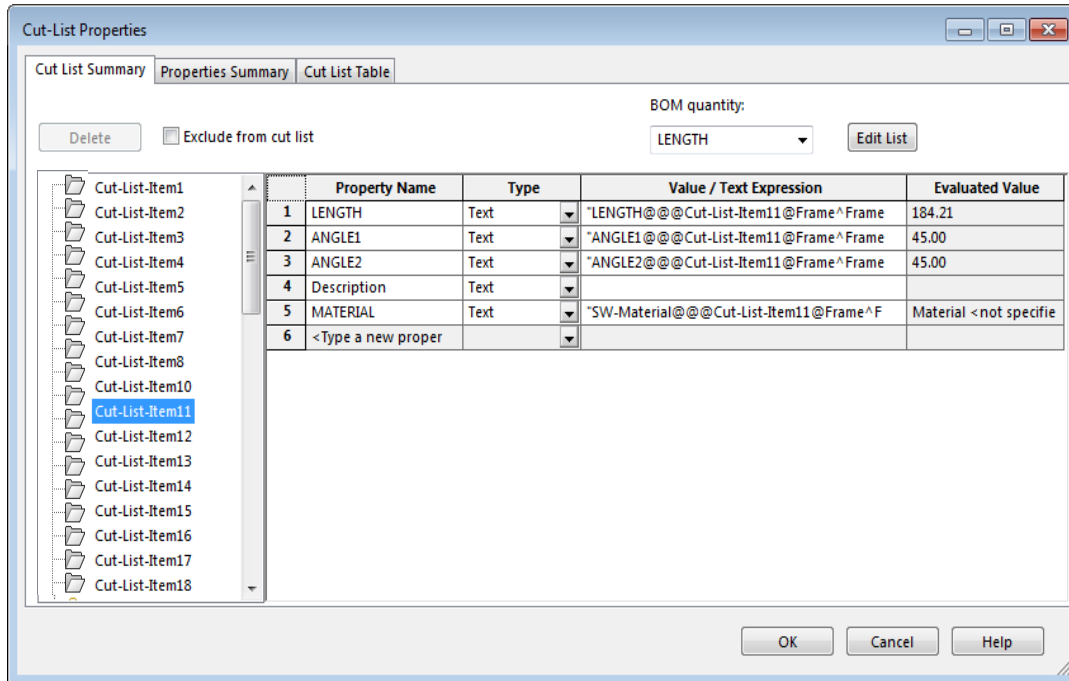 Cut-List Properties
Cut List Summary Properties Summary Cut List Table
BOM quantity:
Delete Exclude from cut list LENGTH Edit List
Cut-List-Item1
Cut-List-Item2
Cut-List-Item3
Cut-List-Item4
Cut-List-Item5
Cut-List-Item6
Cut-List-Item7
Cut-List-Item8
Cut-List-Item10
Cut-List-Item11
Cut-List-Item12
Cut-List-Item13
Cut-List-Item14
Cut-List-Item15
Cut-List-Item16
Cut-List-Item17
Cut-List-Item18
Property Name Type Value / Text Expression Evaluated Value
1 LENGTH Text "LENGTH@@@Cut-List-Item11@Frame^Frame 184.21
2 ANGLE1 Text "ANGLE1@@@Cut-List-Item11@Frame^Frame 45.00
3 ANGLE2 Text "ANGLE2@@@Cut-List-Item11@Frame^Frame 45.00
4 Description Text
5 MATERIAL Text "SW-Material@@@Cut-List-Item11@Frame^F Material <not specifie
6 <Type a new proper
OK Cancel Help